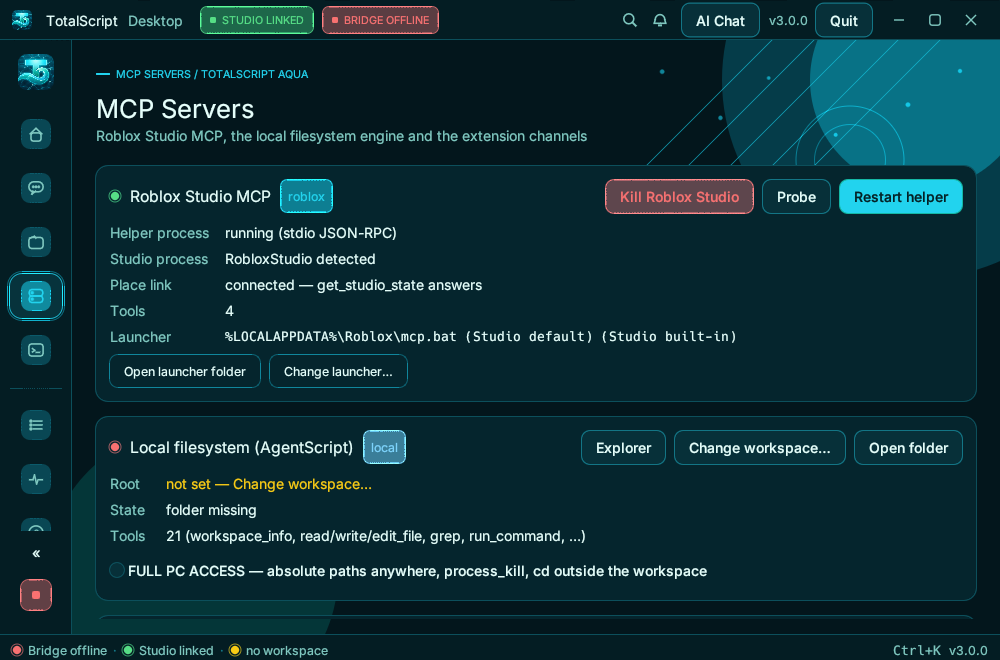 TotalScript Desktop STUDIO LINKED BRIDGE OFFLINE AI Chat v3.0.0 Quit
MCP SERVERS / TOTALSCRIPT AQUA
MCP Servers
Roblox Studio MCP, the local filesystem engine and the extension channels
Roblox Studio MCP roblox Kill Roblox Studio Probe Restart helper
Helper process running (stdio JSON-RPC)
Studio process RobloxStudio detected
Place link connected — get_studio_state answers
Tools 4
Launcher %LOCALAPPDATA%\Roblox\mcp.bat (Studio default) (Studio built-in)
Open launcher folder Change launcher...
Local filesystem (AgentScript) local Explorer Change workspace... Open folder
Root not set — Change workspace...
State folder missing
Tools 21 (workspace_info, read/write/edit_file, grep, run_command, ...)
FULL PC ACCESS — absolute paths anywhere, process_kill, cd outside the workspace
«
Bridge offline · Studio linked · no workspace Ctrl+K v3.0.0